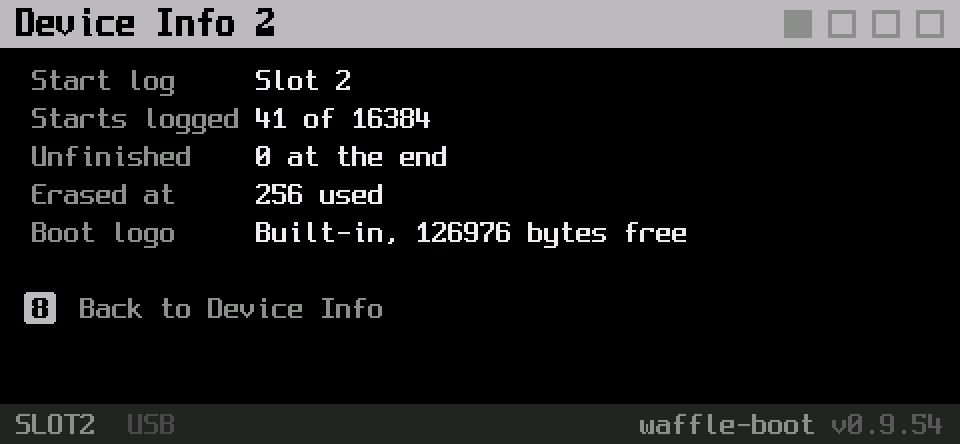 Device Info 2
Start log Slot 2
Starts logged 41 of 16384
Unfinished 0 at the end
Erased at 256 used
Boot logo Built-in, 126976 bytes free
8 Back to Device Info
SLOT2 USB waffle-boot v0.9.54